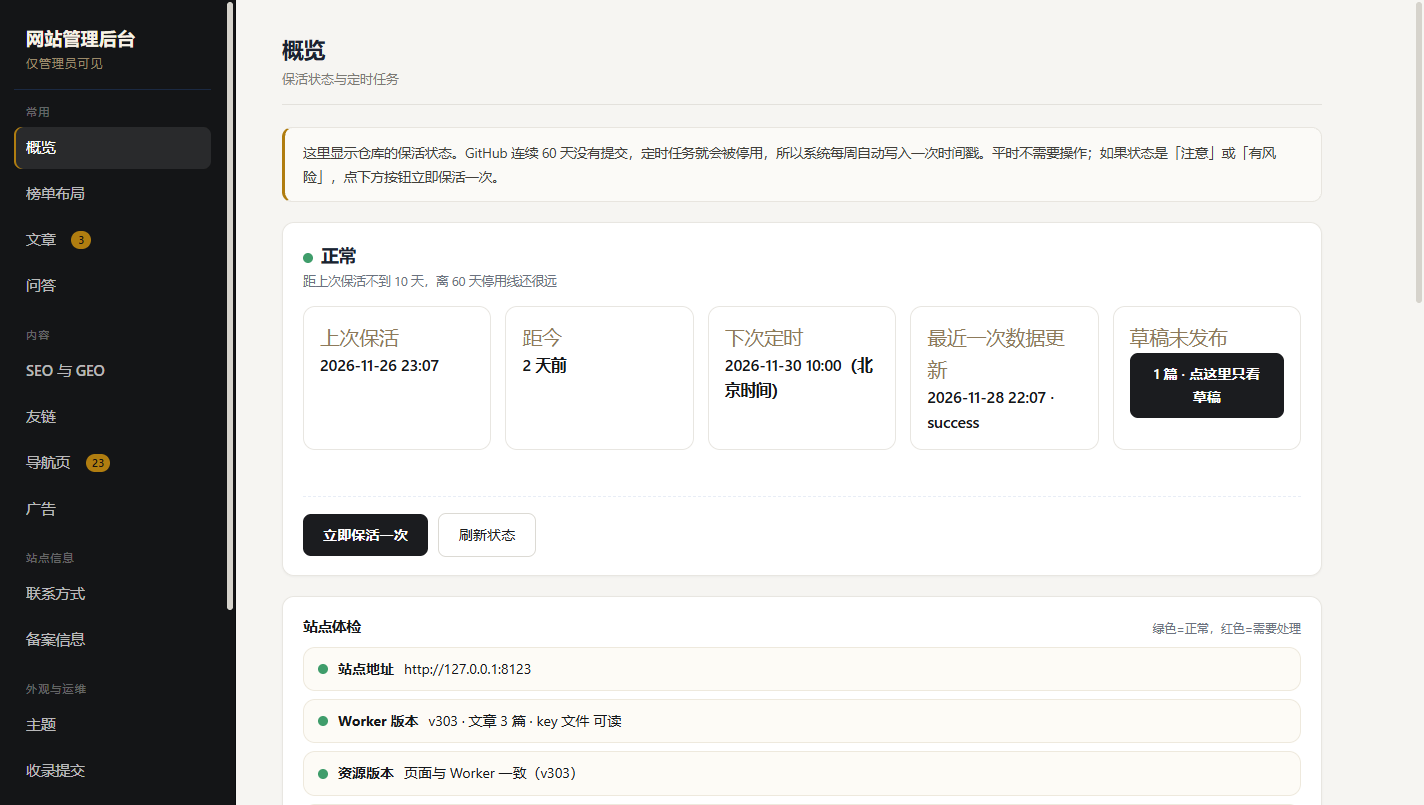 网站管理后台
仅管理员可见
常用
概览
榜单布局
文章 3
问答
内容
SEO 与 GEO
友链
导航页 23
广告
站点信息
联系方式
备案信息
外观与运维
主题
收录提交
概览
保活状态与定时任务
这里显示仓库的保活状态。GitHub 连续 60 天没有提交，定时任务就会被停用，所以系统每周自动写入一次时间戳。平时不需要操作；如果状态是「注意」或「有风
险」，点下方按钮立即保活一次。
正常
距上次保活不到 10 天，离 60 天停用线还很远
上次保活
2026-11-26 23:07
距今
2 天前
下次定时
2026-11-30 10:00（北
京时间）
最近一次数据更
新
2026-11-28 22:07 ·
success
草稿未发布
1 篇 · 点这里只看
草稿
立即保活一次
刷新状态
站点体检
绿色=正常，红色=需要处理
站点地址 http://127.0.0.1:8123
Worker 版本 v303 · 文章 3 篇 · key 文件 可读
资源版本 页面与 Worker 一致（v303）